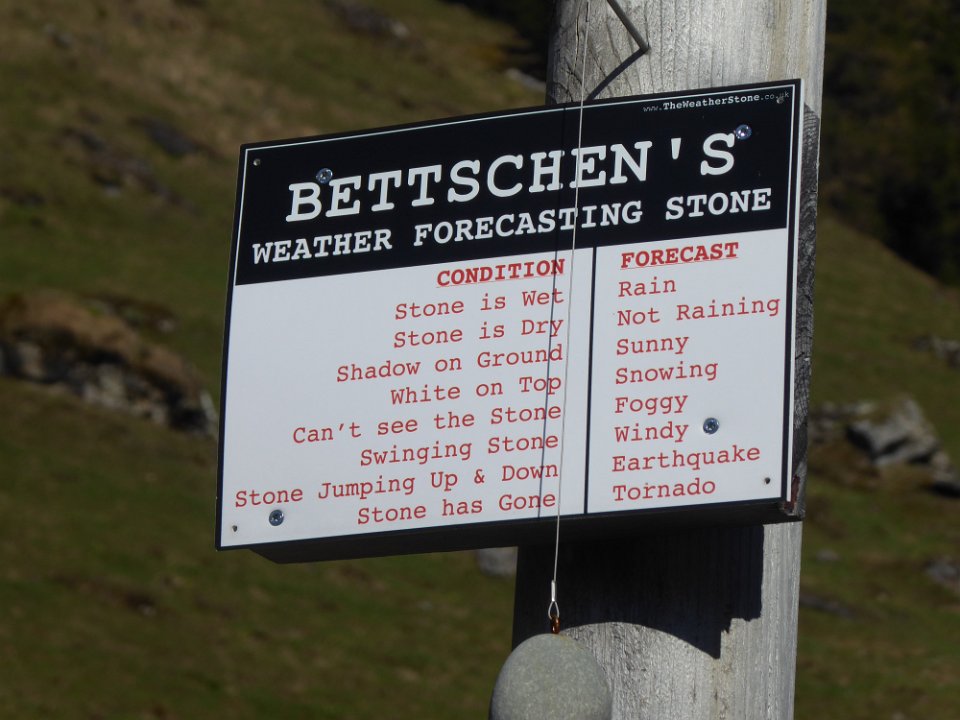 www.TheWeatherStone.co.uk
BETTSCHEN'S
WEATHER FORECASTING STONE
CONDITION FORECAST
Stone is Wet Rain
Stone is Dry Not Raining
Shadow on Ground Sunny
White on Top Snowing
Can't see the Stone Foggy
Swinging Stone Windy
Stone Jumping Up & Down Earthquake
Stone has Gone Tornado